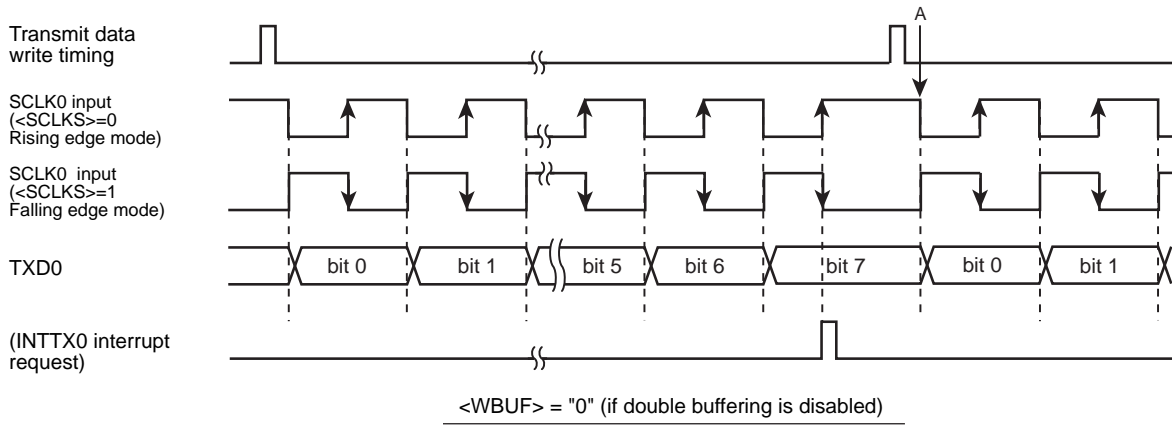 A
Transmit data
write timing
SCLK0 input
(<SCLKS>=0
Rising edge mode)
SCLK0 input
(<SCLKS>=1
Falling edge mode)
TXD0
bit 0
bit 1
bit 5
bit 6
bit 7
bit 0
bit 1
(INTTX0 interrupt
request)
<WBUF> = "0" (if double buffering is disabled)